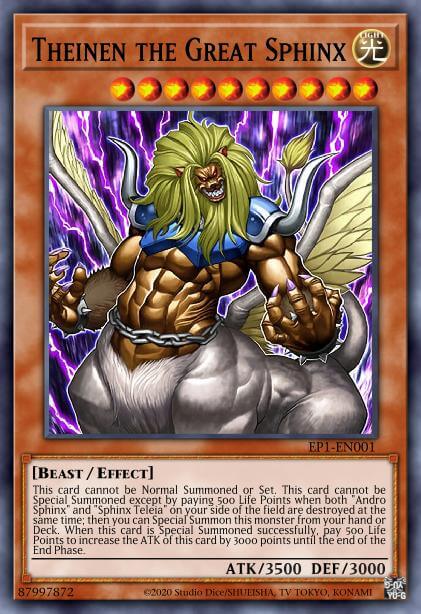 THEINEN THE GREAT SPHINX
LIGHT
光
EP1-EN001
[BEAST / EFFECT]
This card cannot be Normal Summoned or Set. This card cannot be
Special Summoned except by paying 500 Life Points when both "Andro
Sphinx" and "Sphinx Teleia" on your side of the field are destroyed at
the same time; then you can Special Summon this monster from your hand or
Deck. When this card is Special Summoned successfully, pay 500 Life
Points to increase the ATK of this card by 3000 points until the end of the
End Phase.
ATK/3500 DEF/3000
87997872
©2020 Studio Dice/SHUEISHA, TV TOKYO, KONAMI